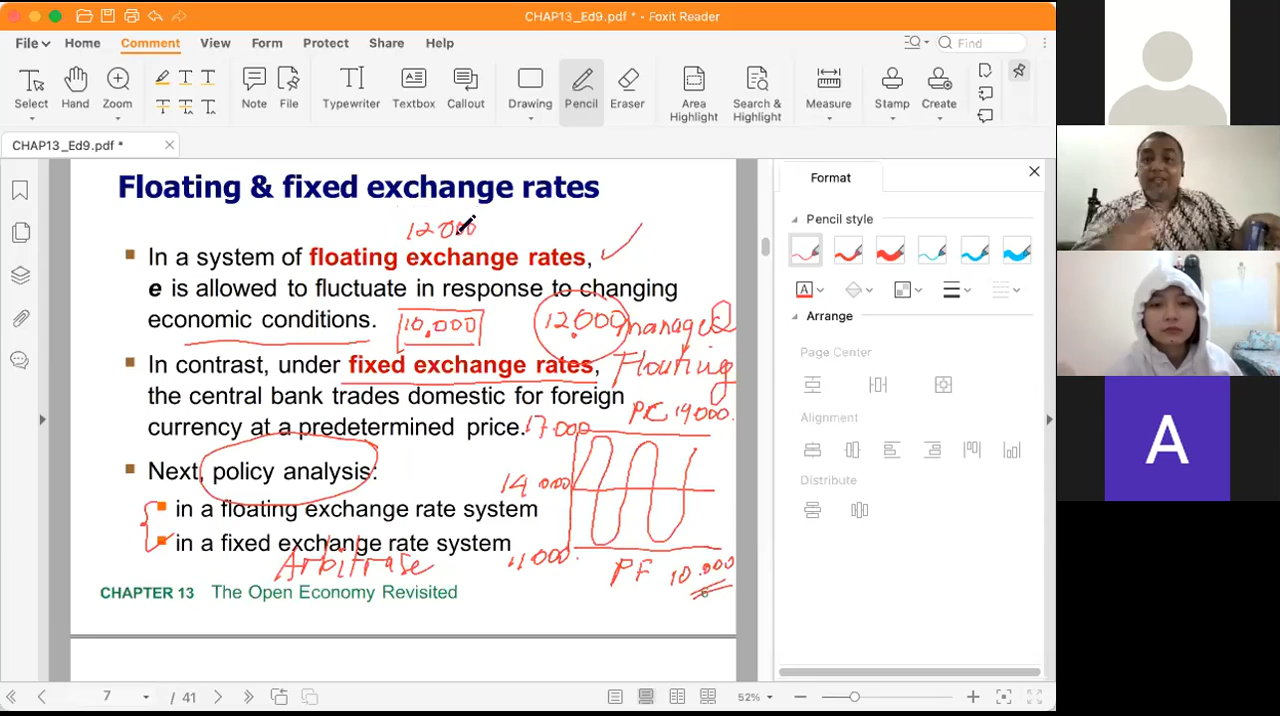 CHAP13_Ed9.pdf * - Foxit Reader
File Home Comment View Form Protect Share Help
Find
Select Hand Zoom Note File Typewriter Textbox Callout Drawing Pencil Eraser Area Highlight Search & Highlight Measure Stamp Create
CHAP13_Ed9.pdf *
Floating & fixed exchange rates
12000
In a system of floating exchange rates,
e is allowed to fluctuate in response to changing
economic conditions.
10.000
12.000
managed
Floating
In contrast, under fixed exchange rates,
the central bank trades domestic for foreign
currency at a predetermined price.
PC 19000.
17.000
Next, policy analysis:
14.000
in a floating exchange rate system
in a fixed exchange rate system
Arbitrase
11000.
PF 10.000
CHAPTER 13 The Open Economy Revisited
6
Format
Pencil style
A
Arrange
Page Center
Alignment
Distribute
7 / 41
52%
A